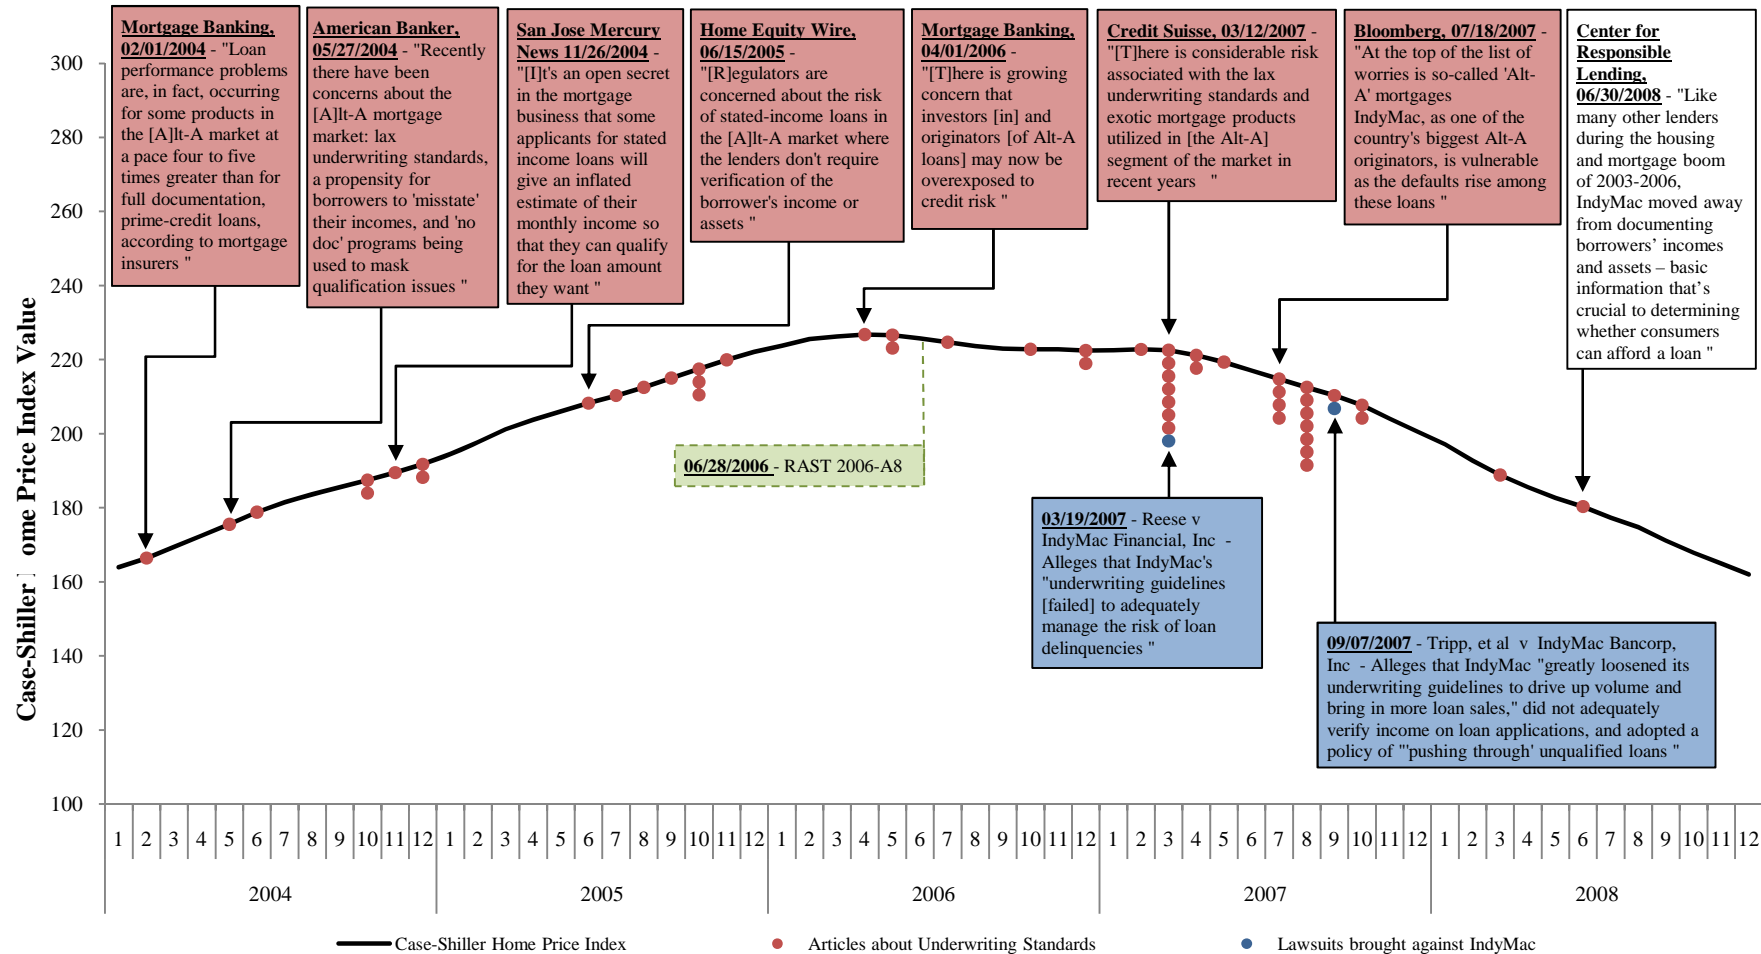 Mortgage Banking,
02/01/2004 - "Loan
performance problems
are, in fact, occurring
for some products in
the [A]lt-A market at
a pace four to five
times greater than for
full documentation,
prime-credit loans,
according to mortgage
insurers "
American Banker,
05/27/2004 - "Recently
there have been
concerns about the
[A]lt-A mortgage
market: lax
underwriting standards,
a propensity for
borrowers to 'misstate'
their incomes, and 'no
doc' programs being
used to mask
qualification issues "
San Jose Mercury
News 11/26/2004 -
"[I]t's an open secret
in the mortgage
business that some
applicants for stated
income loans will
give an inflated
estimate of their
monthly income so
that they can qualify
for the loan amount
they want "
Home Equity Wire,
06/15/2005 -
"[R]egulators are
concerned about the risk
of stated-income loans in
the [A]lt-A market where
the lenders don't require
verification of the
borrower's income or
assets "
Mortgage Banking,
04/01/2006 -
"[T]here is growing
concern that
investors [in] and
originators [of Alt-A
loans] may now be
overexposed to
credit risk "
Credit Suisse, 03/12/2007 -
"[T]here is considerable risk
associated with the lax
underwriting standards and
exotic mortgage products
utilized in [the Alt-A]
segment of the market in
recent years "
Bloomberg, 07/18/2007 -
"At the top of the list of
worries is so-called 'Alt-
A' mortgages
IndyMac, as one of the
country's biggest Alt-A
originators, is vulnerable
as the defaults rise among
these loans "
Center for
Responsible
Lending,
06/30/2008 - "Like
many other lenders
during the housing
and mortgage boom
of 2003-2006,
IndyMac moved away
from documenting
borrowers' incomes
and assets – basic
information that's
crucial to determining
whether consumers
can afford a loan "
300
280
260
240
220
200
180
160
140
120
100
Case-Shiller ome Price Index Value
06/28/2006 - RAST 2006-A8
03/19/2007 - Reese v
IndyMac Financial, Inc -
Alleges that IndyMac's
"underwriting guidelines
[failed] to adequately
manage the risk of loan
delinquencies "
09/07/2007 - Tripp, et al v IndyMac Bancorp,
Inc - Alleges that IndyMac "greatly loosened its
underwriting guidelines to drive up volume and
bring in more loan sales," did not adequately
verify income on loan applications, and adopted a
policy of "'pushing through' unqualified loans "
1 2 3 4 5 6 7 8 9 10 11 12 1 2 3 4 5 6 7 8 9 10 11 12 1 2 3 4 5 6 7 8 9 10 11 12 1 2 3 4 5 6 7 8 9 10 11 12 1 2 3 4 5 6 7 8 9 10 11 12
2004 2005 2006 2007 2008
Case-Shiller Home Price Index Articles about Underwriting Standards Lawsuits brought against IndyMac